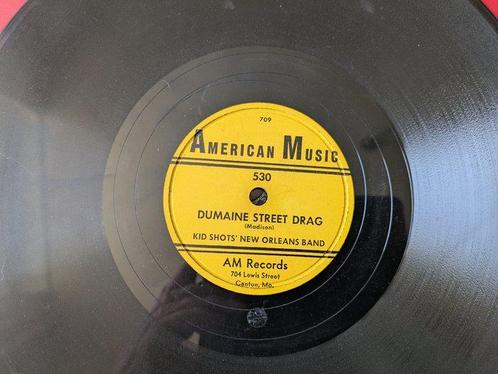 709
AMERICAN MUSIC
530
DUMAINE STREET DRAG
(Madison)
KID SHOTS' NEW ORLEANS BAND
AM Records
704 Lewis Street
Canton, Mo.